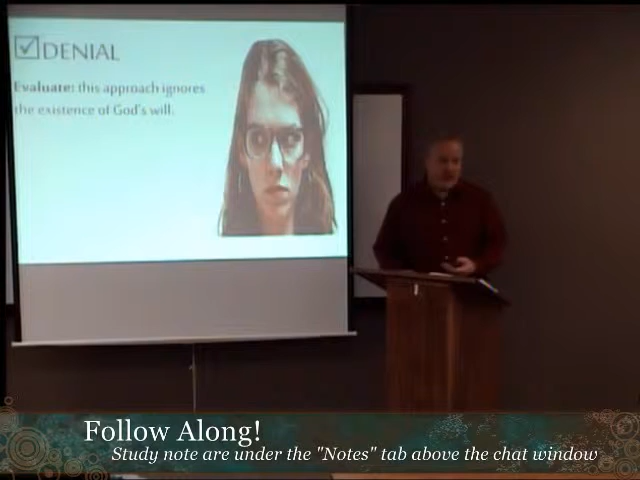 DENIAL
Evaluate: this approach ignores
the existence of God's will.
Follow Along!
Study note are under the "Notes" tab above the chat window